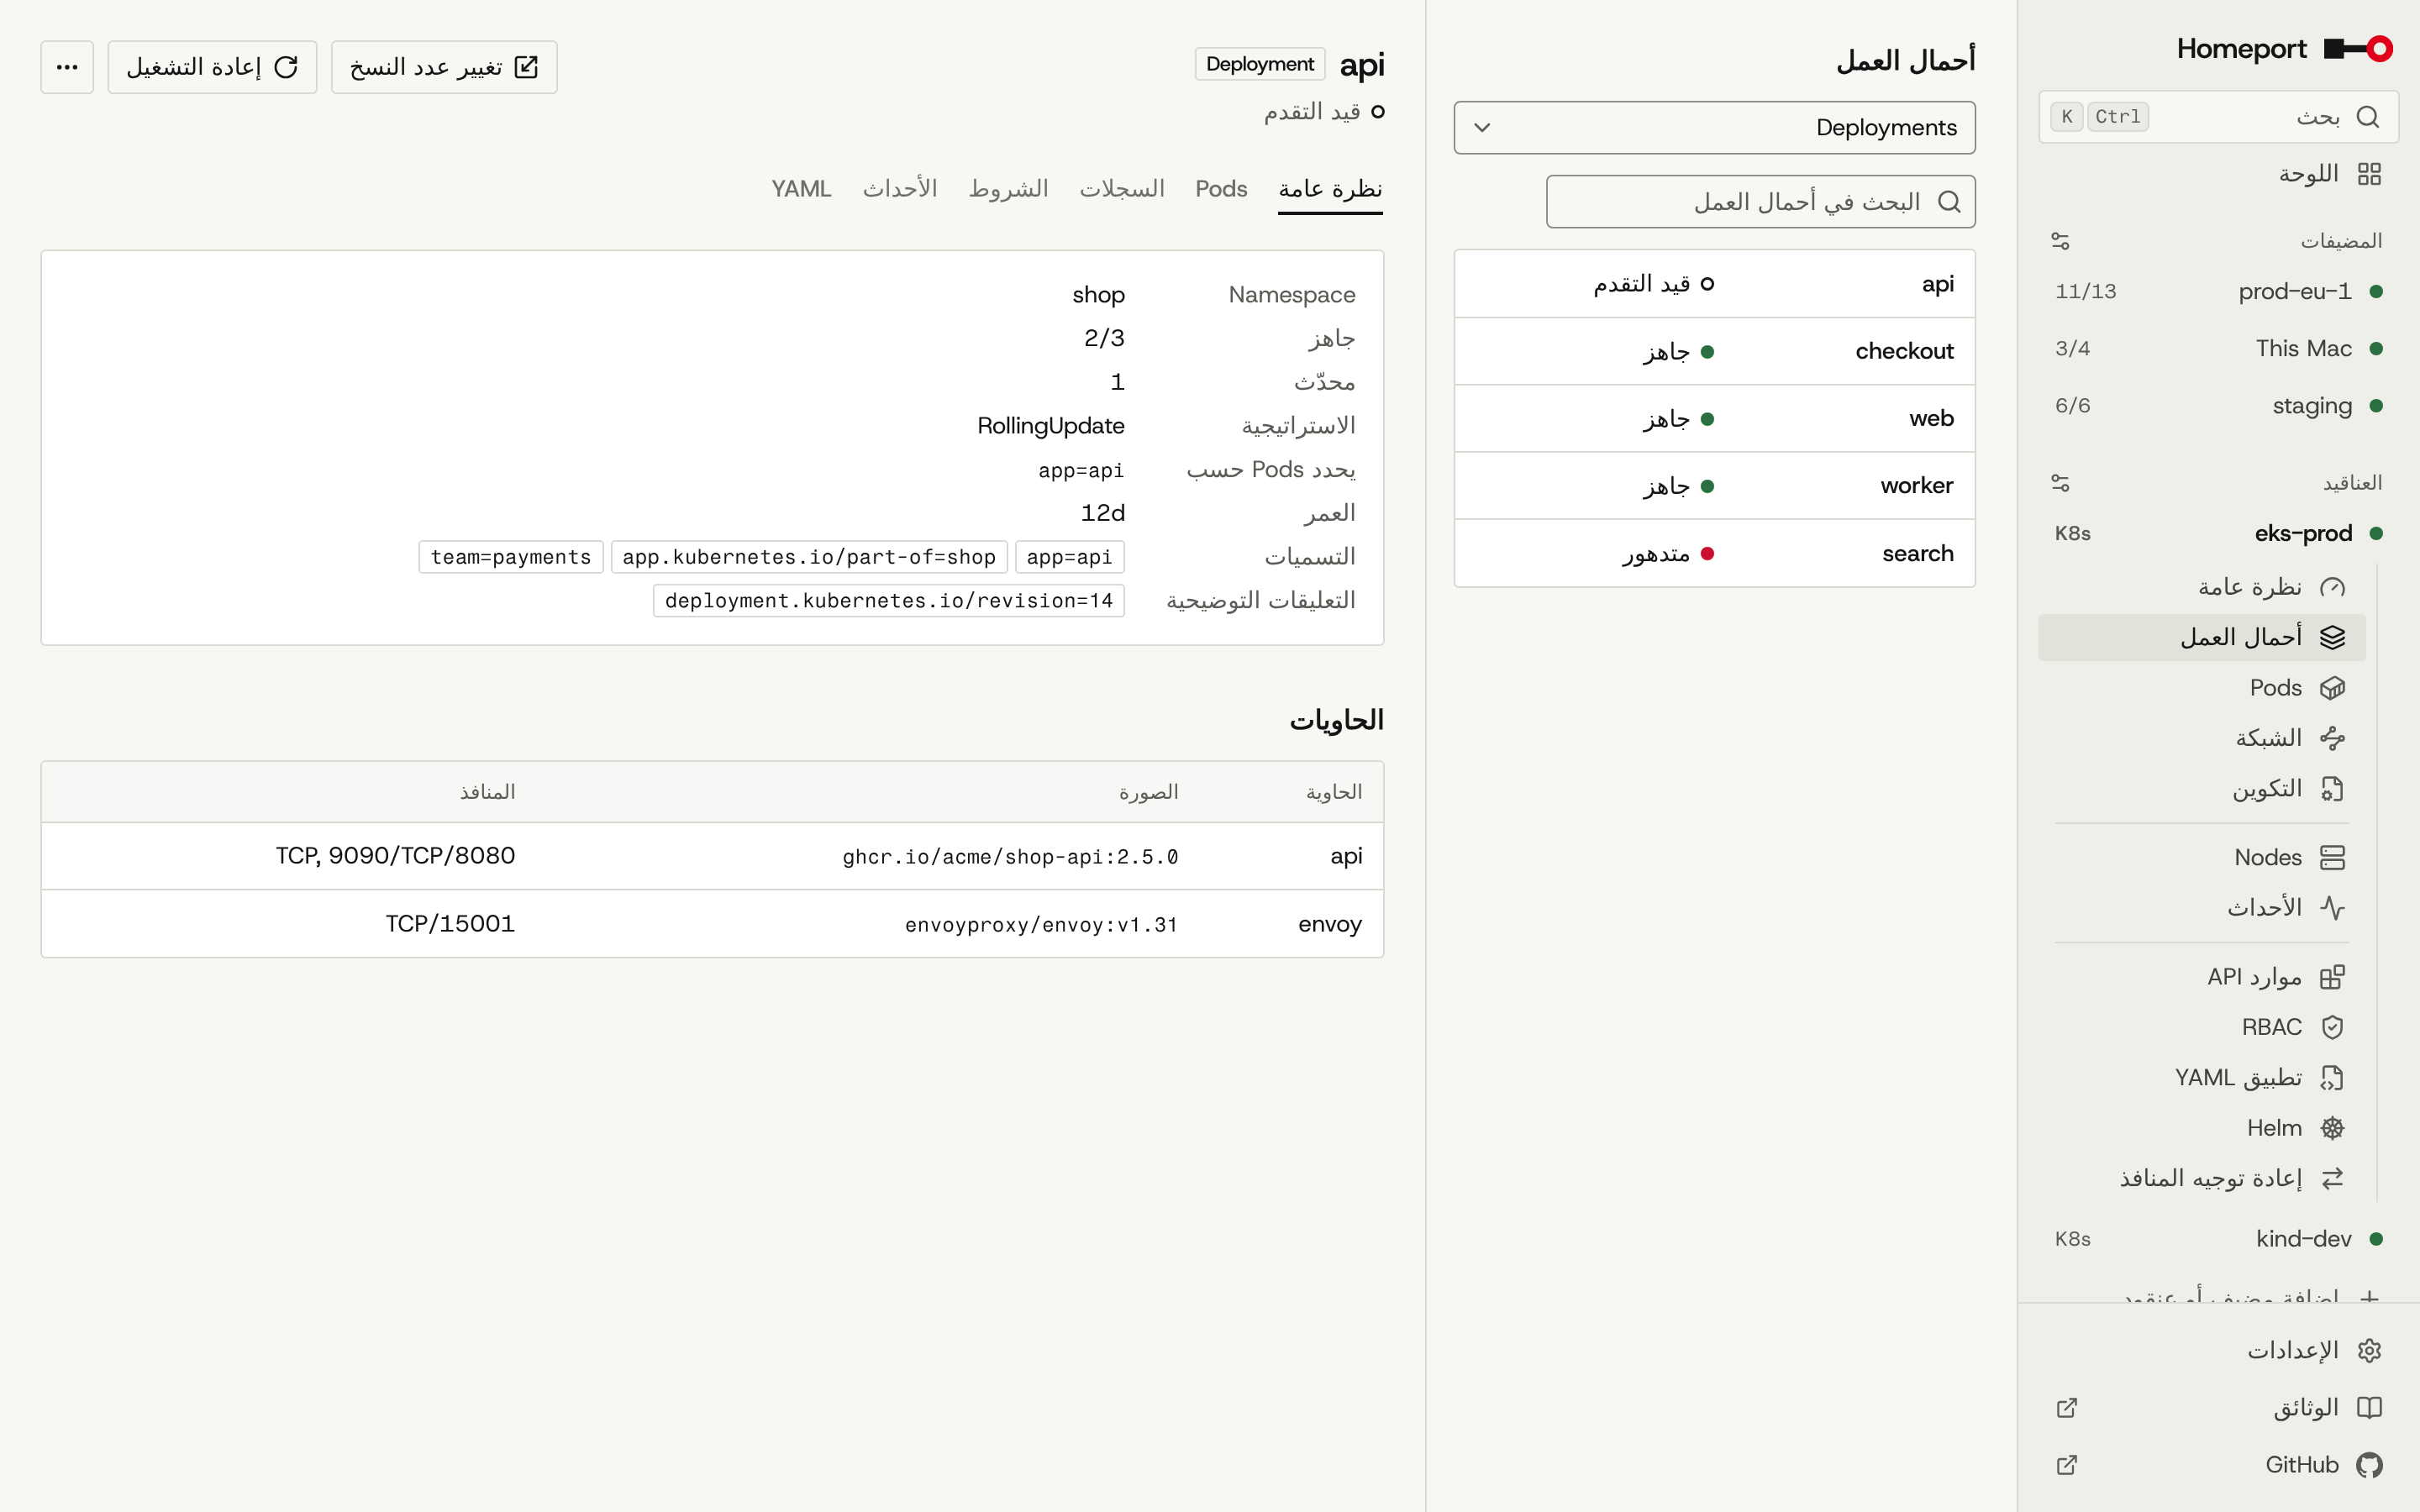 Homeport
بحث Ctrl K
اللوحة
المضيفات
prod-eu-1 11/13
This Mac 3/4
staging 6/6
العناقيد
eks-prod K8s
نظرة عامة
أحمال العمل
Pods
الشبكة
التكوين
Nodes
الأحداث
موارد API
RBAC
تطبيق YAML
Helm
إعادة توجيه المنافذ
kind-dev K8s
إضافة مضيف أو عنقود
الإعدادات
الوثائق
GitHub
أحمال العمل
Deployments
البحث في أحمال العمل
api قيد التقدم
checkout جاهز
web جاهز
worker جاهز
search متدهور
api Deployment
قيد التقدم
تغيير عدد النسخ
إعادة التشغيل
نظرة عامة Pods السجلات الشروط الأحداث YAML
Namespace shop
جاهز 2/3
محدّث 1
الاستراتيجية RollingUpdate
يحدد Pods حسب app=api
العمر 12d
التسميات app=api app.kubernetes.io/part-of=shop team=payments
التعليقات التوضيحية deployment.kubernetes.io/revision=14
الحاويات
الحاوية الصورة المنافذ
api ghcr.io/acme/shop-api:2.5.0 TCP, 9090/TCP/8080
envoy envoyproxy/envoy:v1.31 TCP/15001